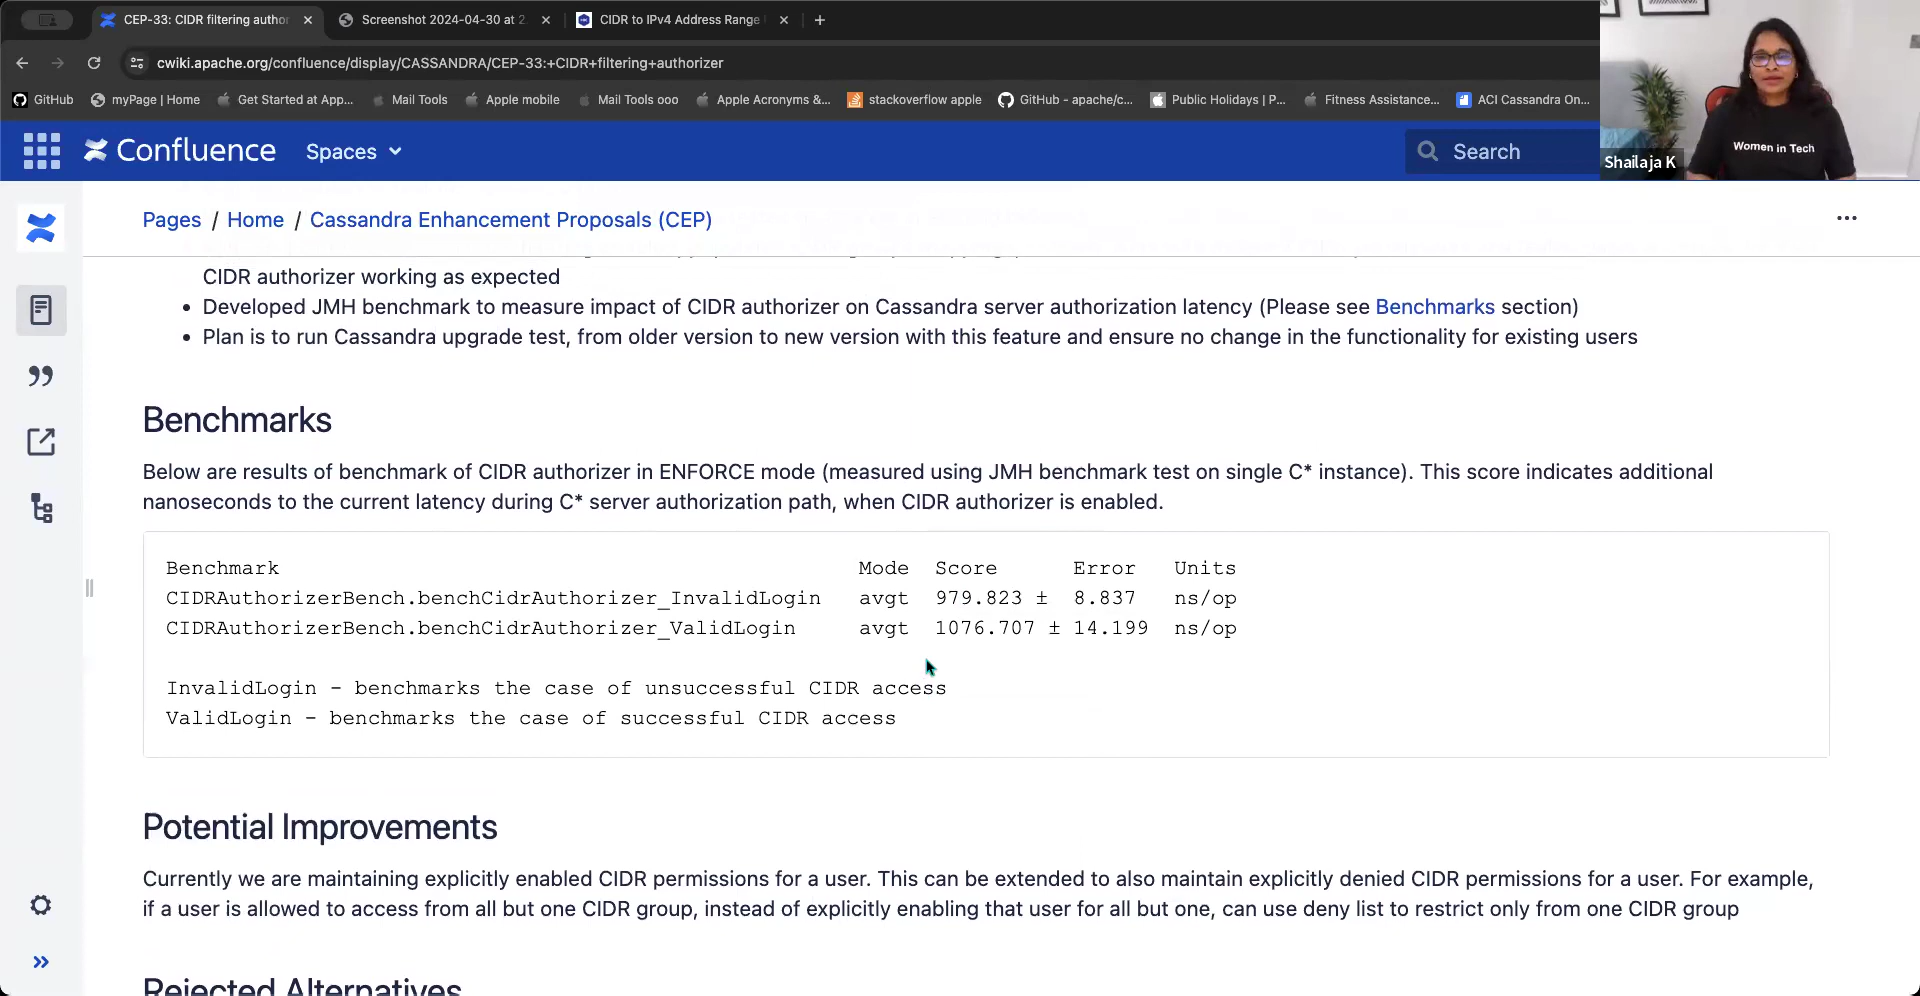 CEP-33: CIDR filtering author
Screenshot 2024-04-30 at 2
CIDR to IPv4 Address Range
cwiki.apache.org/confluence/display/CASSANDRA/CEP-33:+CIDR+filtering+authorizer
GitHub
myPage | Home
Get Started at App...
Mail Tools
Apple mobile
Mail Tools ooo
Apple Acronyms &...
stackoverflow apple
GitHub - apache/c...
Public Holidays | P...
Fitness Assistance...
ACI Cassandra On...
Women in Tech
Shailaja K
Confluence
Spaces
Search
Pages / Home / Cassandra Enhancement Proposals (CEP)
CIDR authorizer working as expected
• Developed JMH benchmark to measure impact of CIDR authorizer on Cassandra server authorization latency (Please see Benchmarks section)
• Plan is to run Cassandra upgrade test, from older version to new version with this feature and ensure no change in the functionality for existing users
Benchmarks
Below are results of benchmark of CIDR authorizer in ENFORCE mode (measured using JMH benchmark test on single C* instance). This score indicates additional
nanoseconds to the current latency during C* server authorization path, when CIDR authorizer is enabled.
Benchmark Mode Score Error Units
CIDRAuthorizerBench.benchCidrAuthorizer_InvalidLogin avgt 979.823 ± 8.837 ns/op
CIDRAuthorizerBench.benchCidrAuthorizer_ValidLogin avgt 1076.707 ± 14.199 ns/op
InvalidLogin - benchmarks the case of unsuccessful CIDR access
ValidLogin - benchmarks the case of successful CIDR access
Potential Improvements
Currently we are maintaining explicitly enabled CIDR permissions for a user. This can be extended to also maintain explicitly denied CIDR permissions for a user. For example,
if a user is allowed to access from all but one CIDR group, instead of explicitly enabling that user for all but one, can use deny list to restrict only from one CIDR group
Rejected Alternatives